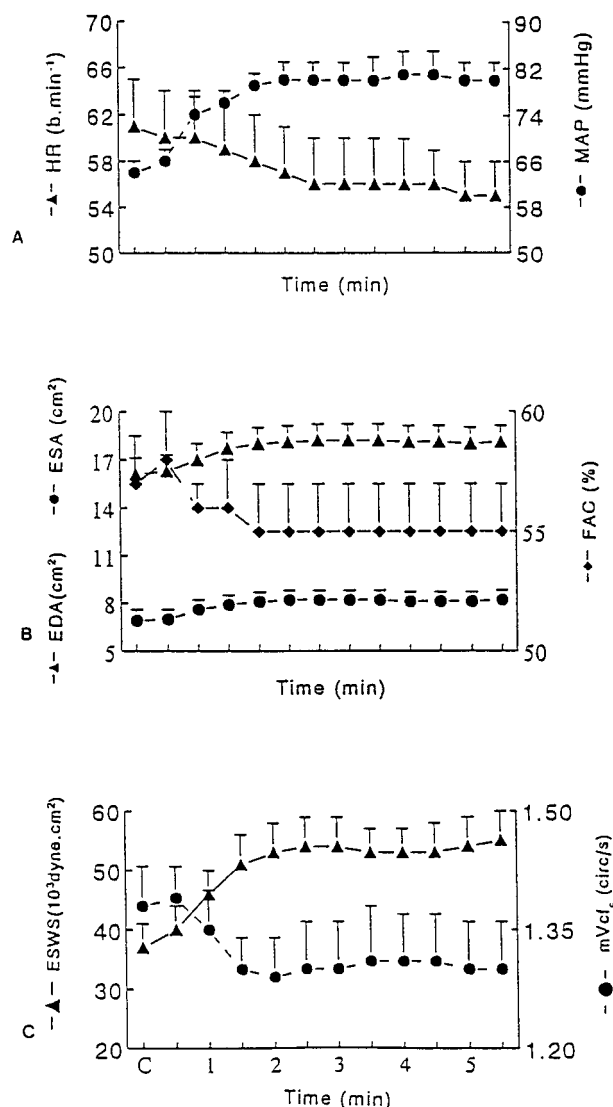 A
-▲- HR (b.min⁻¹)
70
66
62
58
54
50
90
82
74
66
58
50
-●- MAP (mmHg)
Time (min)
B
-▲- EDA(cm²) -●- ESA (cm²)
20
17
14
11
8
5
60
55
50
-◆- FAC (%)
Time (min)
C
-▲- ESWS(10³dyne.cm²)
60
50
40
30
20
1.50
1.35
1.20
-●- mVcf꜀ (circ/s)
C 1 2 3 4 5
Time (min)